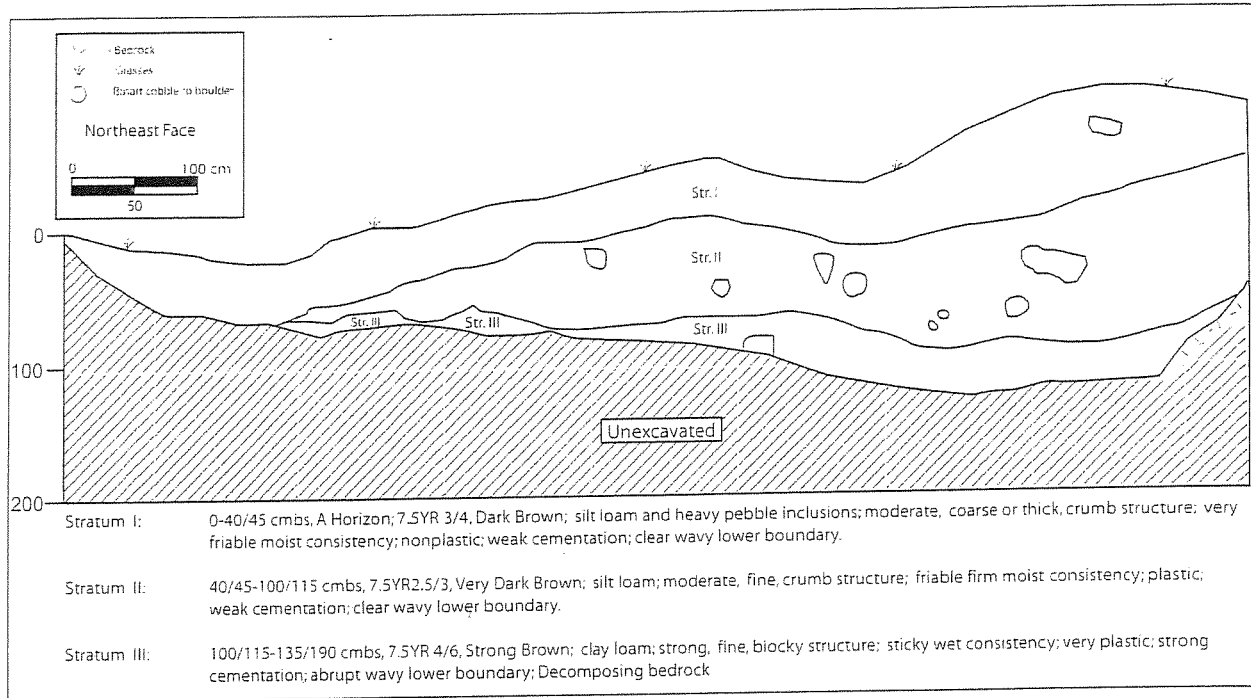 Bedrock
Grasses
Basalt cobble to boulder
Northeast Face
0 100 cm
50
Str. I
0
Str. II
Str. III
Str. III
Str. III
100
Unexcavated
200
Stratum I: 0-40/45 cmbs, A Horizon; 7.5YR 3/4, Dark Brown; silt loam and heavy pebble inclusions; moderate, coarse or thick, crumb structure; very
friable moist consistency; nonplastic; weak cementation; clear wavy lower boundary.
Stratum II: 40/45-100/115 cmbs, 7.5YR2.5/3, Very Dark Brown; silt loam; moderate, fine, crumb structure; friable firm moist consistency; plastic;
weak cementation; clear wavy lower boundary.
Stratum III: 100/115-135/190 cmbs, 7.5YR 4/6, Strong Brown; clay loam; strong, fine, blocky structure; sticky wet consistency; very plastic; strong
cementation; abrupt wavy lower boundary; Decomposing bedrock